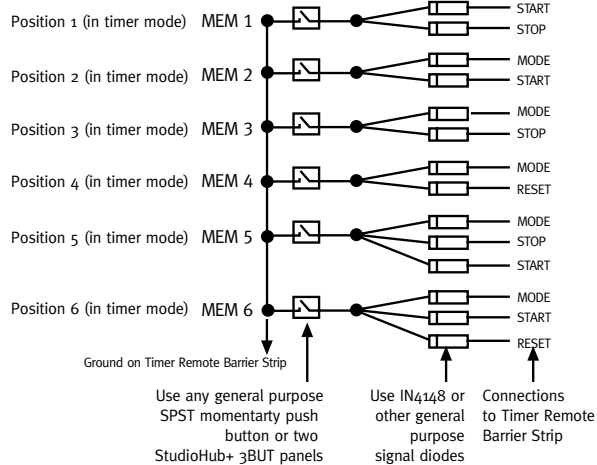 Position 1 (in timer mode) MEM 1
START
STOP
Position 2 (in timer mode) MEM 2
MODE
START
Position 3 (in timer mode) MEM 3
MODE
STOP
Position 4 (in timer mode) MEM 4
MODE
RESET
Position 5 (in timer mode) MEM 5
MODE
STOP
START
Position 6 (in timer mode) MEM 6
MODE
START
RESET
Ground on Timer Remote Barrier Strip
Use any general purpose
SPST momentarty push
button or two
StudioHub+ 3BUT panels
Use IN4148 or
other general
purpose
signal diodes
Connections
to Timer Remote
Barrier Strip